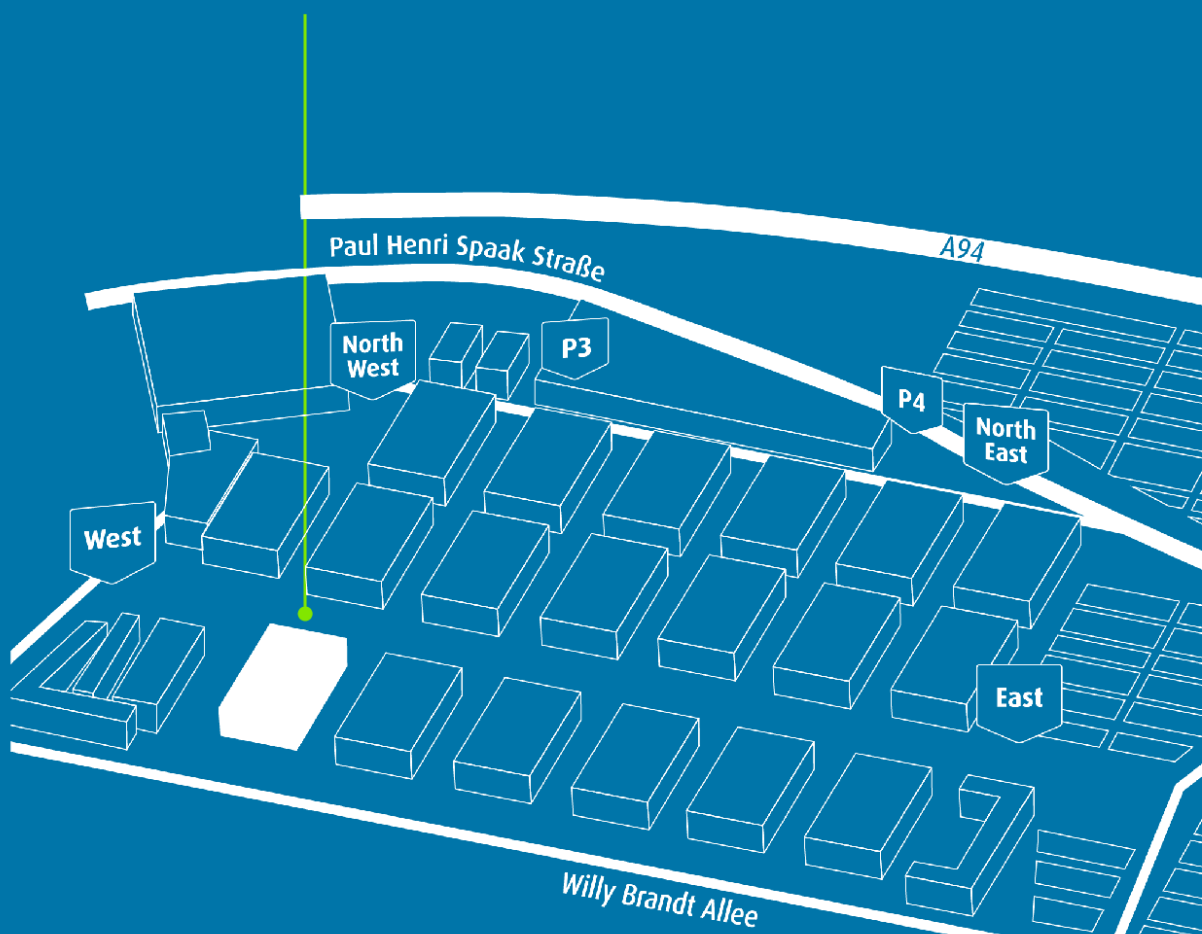 A94
Paul Henri Spaak Straße
North
West
P3
P4
North
East
West
East
Willy Brandt Allee